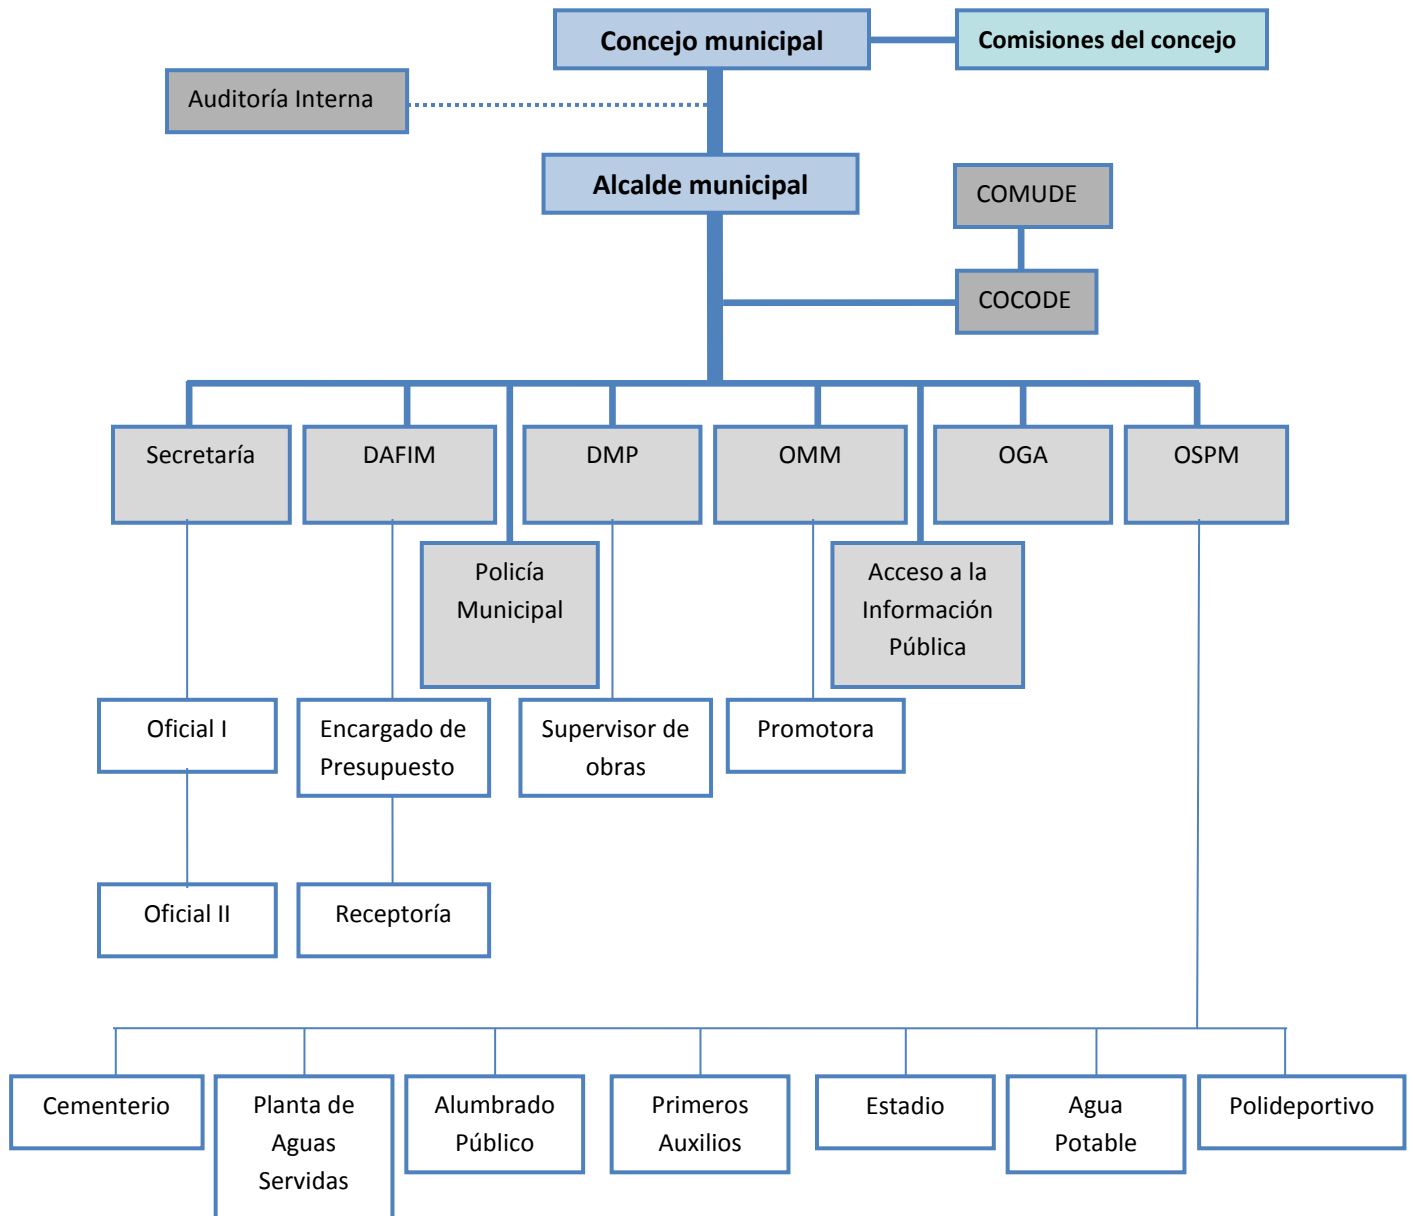 Concejo municipal
Comisiones del concejo
Auditoría Interna
Alcalde municipal
COMUDE
COCODE
Secretaría
DAFIM
DMP
OMM
OGA
OSPM
Policía
Municipal
Acceso a la
Información
Pública
Oficial I
Encargado de
Presupuesto
Supervisor de
obras
Promotora
Oficial II
Receptoría
Cementerio
Planta de
Aguas
Servidas
Alumbrado
Público
Primeros
Auxilios
Estadio
Agua
Potable
Polideportivo